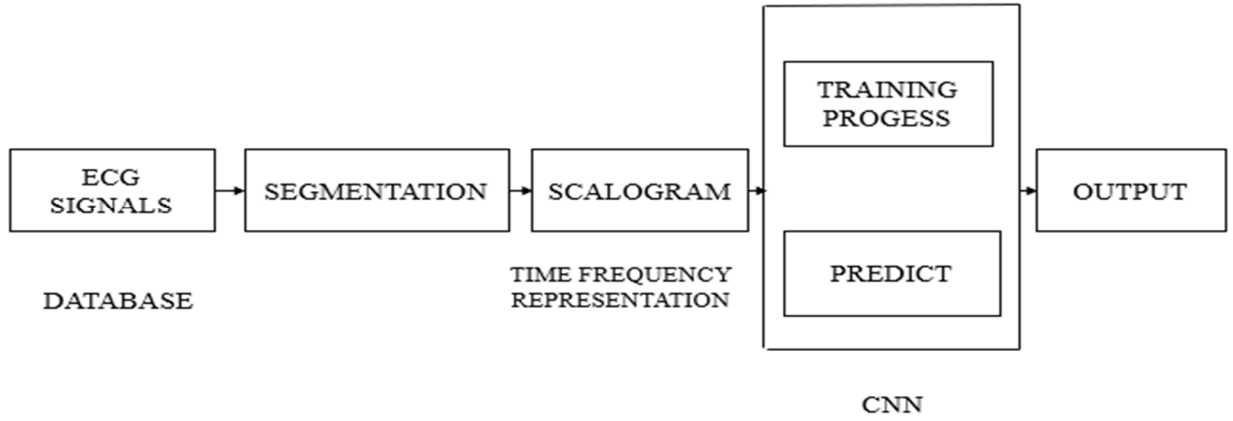 ECG
SIGNALS
DATABASE
SEGMENTATION
SCALOGRAM
TIME FREQUENCY
REPRESENTATION
TRAINING
PROGESS
PREDICT
CNN
OUTPUT